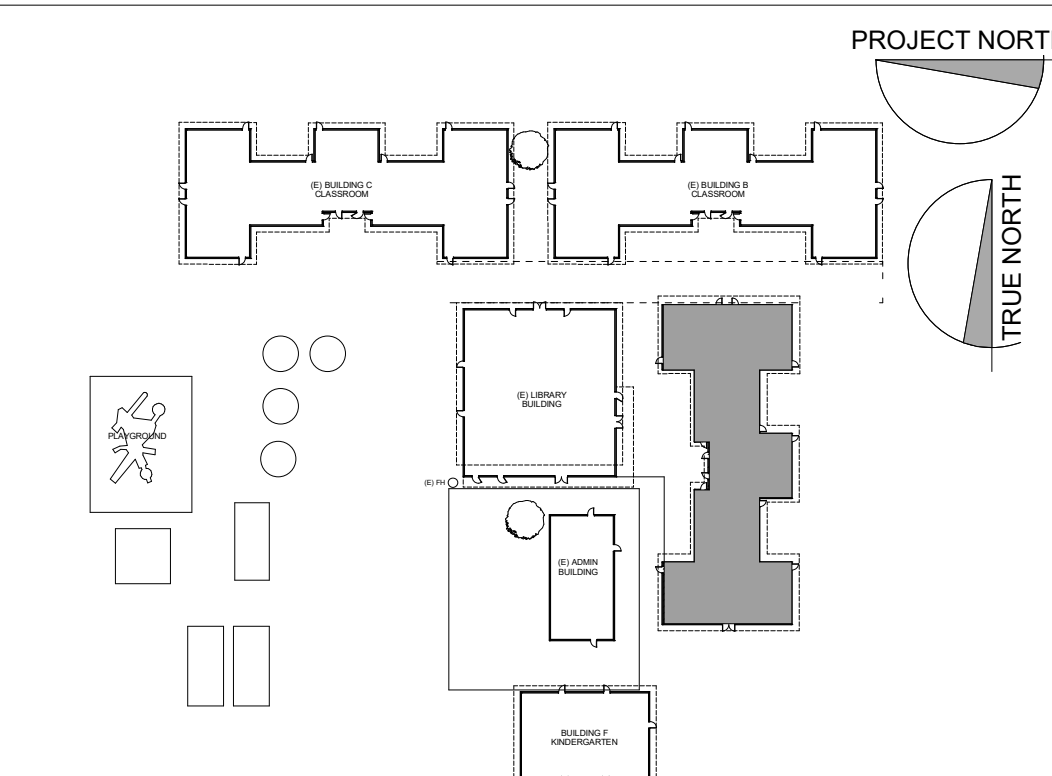 PROJECT NORTH
TRUE NORTH
(E) BUILDING C
CLASSROOM
(E) BUILDING B
CLASSROOM
(E) LIBRARY
BUILDING
PLAYGROUND
(E) FH
(E) ADMIN
BUILDING
BUILDING F
KINDERGARTEN